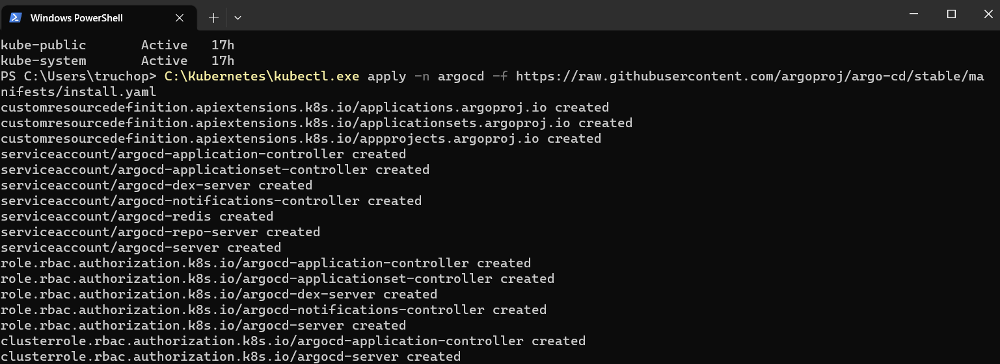 Windows PowerShell
kube-public       Active   17h
kube-system       Active   17h
PS C:\Users\truchop> C:\Kubernetes\kubectl.exe apply -n argocd -f https://raw.githubusercontent.com/argoproj/argo-cd/stable/ma
nifests/install.yaml
customresourcedefinition.apiextensions.k8s.io/applications.argoproj.io created
customresourcedefinition.apiextensions.k8s.io/applicationsets.argoproj.io created
customresourcedefinition.apiextensions.k8s.io/appprojects.argoproj.io created
serviceaccount/argocd-application-controller created
serviceaccount/argocd-applicationset-controller created
serviceaccount/argocd-dex-server created
serviceaccount/argocd-notifications-controller created
serviceaccount/argocd-redis created
serviceaccount/argocd-repo-server created
serviceaccount/argocd-server created
role.rbac.authorization.k8s.io/argocd-application-controller created
role.rbac.authorization.k8s.io/argocd-applicationset-controller created
role.rbac.authorization.k8s.io/argocd-dex-server created
role.rbac.authorization.k8s.io/argocd-notifications-controller created
role.rbac.authorization.k8s.io/argocd-server created
clusterrole.rbac.authorization.k8s.io/argocd-application-controller created
clusterrole.rbac.authorization.k8s.io/argocd-server created